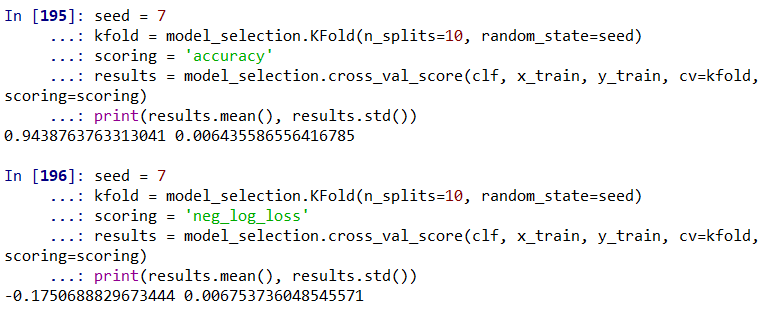 In [195]: seed = 7
     ...: kfold = model_selection.KFold(n_splits=10, random_state=seed)
     ...: scoring = 'accuracy'
     ...: results = model_selection.cross_val_score(clf, x_train, y_train, cv=kfold,
scoring=scoring)
     ...: print(results.mean(), results.std())
0.9438763763313041 0.006435586556416785
In [196]: seed = 7
     ...: kfold = model_selection.KFold(n_splits=10, random_state=seed)
     ...: scoring = 'neg_log_loss'
     ...: results = model_selection.cross_val_score(clf, x_train, y_train, cv=kfold,
scoring=scoring)
     ...: print(results.mean(), results.std())
-0.1750688829673444 0.006753736048545571